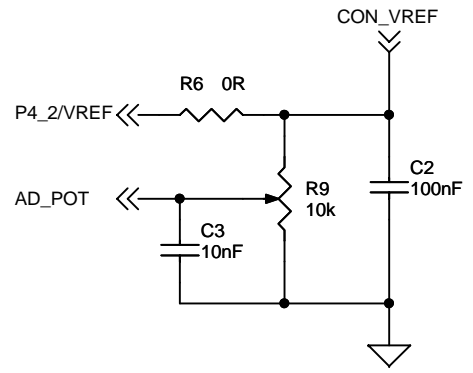 CON_VREF
R6 0R
P4_2/VREF
C2
100nF
R9
10k
AD_POT
C3
10nF